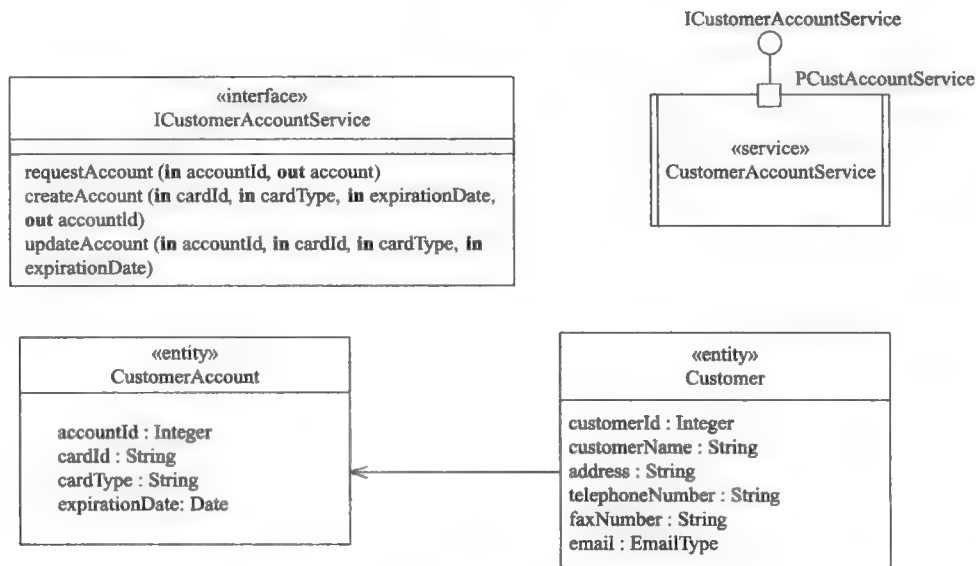 ICustomerAccountService
PCustAccountService
«service»
CustomerAccountService
«interface»
ICustomerAccountService
requestAccount (in accountId, out account)
createAccount (in cardId, in cardType, in expirationDate,
out accountId)
updateAccount (in accountId, in cardId, in cardType, in
expirationDate)
«entity»
CustomerAccount
accountId : Integer
cardId : String
cardType : String
expirationDate: Date
«entity»
Customer
customerId : Integer
customerName : String
address : String
telephoneNumber : String
faxNumber : String
email : EmailType